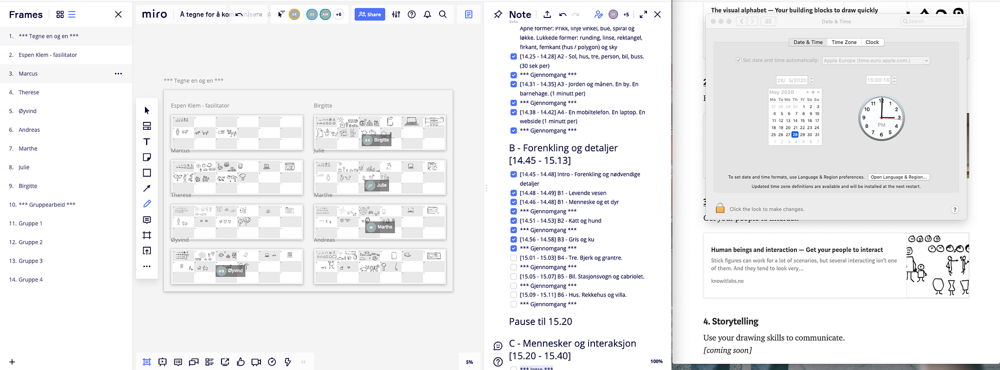 Frames
1. *** Tegne en og en ***
2. Espen Klem - fasilitator
3. Marcus
4. Therese
5. Øyvind
6. Andreas
7. Marthe
8. Julie
9. Birgitte
10. *** Gruppearbeid ***
11. Gruppe 1
12. Gruppe 2
13. Gruppe 3
14. Gruppe 4
miro
Å tegne for å kommunisere
EK
SS
AW
+6
Share
*** Tegne en og en ***
Espen Klem - fasilitator
Birgitte
BR Birgitte
Marcus
Julie
JF Julie
Therese
Marthe
M Marthe
Øyvind
Andreas
ØB Øyvind
5%
Note
beta
SS
+5
Åpne former: Prikk, linje vinkel, bue, spiral og
løkke. Lukkede former: runding, linse, rektangel,
firkant, femkant (hus / polygon) og sky
[14.25 - 14.28] A2 - Sol, hus, tre, person, bil, buss.
(30 sek per)
*** Gjennomgang ***
[14.31 - 14.35] A3 - Jorden og månen. En by. En
barnehage. (1 minutt per)
*** Gjennomgang ***
[14.38 - 14.42] A4 - En mobiltelefon. En laptop. En
webside (1 minutt per)
*** Gjennomgang ***
B - Forenkling og detaljer
[14.45 - 15.13]
[14.45 - 14.48] Intro - Forenkling og nødvendige
detaljer
[14.48 - 14.49] B1 - Levende vesen
[14.46 - 14.48] B1 - Menneske og et dyr
*** Gjennomgang ***
[14.51 - 14.53] B2 - Katt og hund
*** Gjennomgang ***
[14.56 - 14.58] B3 - Gris og ku
*** Gjennomgang ***
[15.01 - 15.03] B4 - Tre. Bjerk og grantre.
*** Gjennomgang ***
[15.05 - 15.07] B5 - Bil. Stasjonsvogn og cabriolet.
*** Gjennomgang ***
[15.09 - 15.11] B6 - Hus. Rekkehus og villa.
*** Gjennomgang ***
Pause til 15.20
C - Mennesker og interaksjon
[15.20 - 15.40]
*** Intro ***
100%
The visual alphabet — Your building blocks to draw quickly
Date & Time
Search
Date & Time
Time Zone
Clock
Set date and time automatically:
Apple Europe (time.euro.apple.com.)
28/ 5/2020
15:00:16
May 2020
Mo Tu We Th Fr Sa Su
27 28 29 30 1 2 3
4 5 6 7 8 9 10
11 12 13 14 15 16 17
18 19 20 21 22 23 24
25 26 27 28 29 30 31
1 2 3 4 5 6 7
12 1 2 3 4 5 6 7 8 9 10 11
PM
To set date and time formats, use Language & Region preferences.
Open Language & Region...
Updated time zone definitions are available and will be installed at the next restart.
Click the lock to make changes.
?
Get your people to interact.
Human beings and interaction — Get your people to interact
Stick figures can work for a lot of scenarios, but several interacting isn't one
of them. And they tend to look very...
knowitlabs.no
4. Storytelling
Use your drawing skills to communicate.
[coming soon]